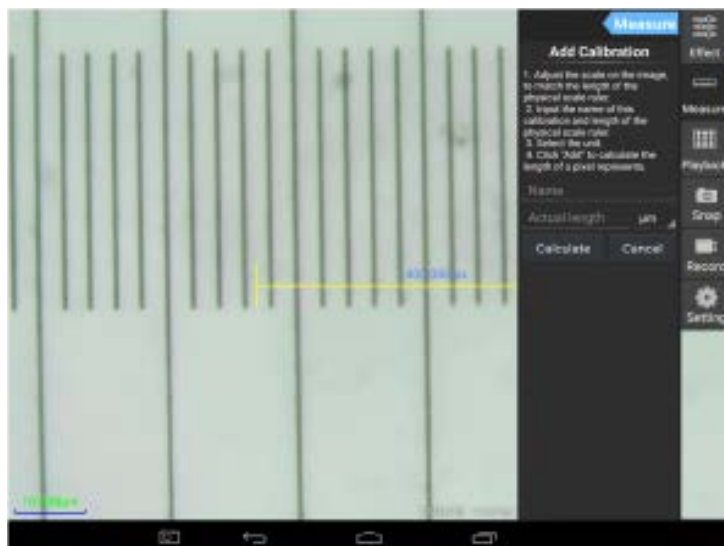 Measure
Add Calibration
1. Adjust the scale on the image,
to match the length of the
physical scale ruler.
2. Input the name of this
calibration and length of the
physical scale ruler.
3. Select the unit.
4. Click "Add" to calculate the
length of a pixel represents.
Name
Actual length μm
Calculate Cancel
Effect
Measure
Playback
Snap
Record
Setting